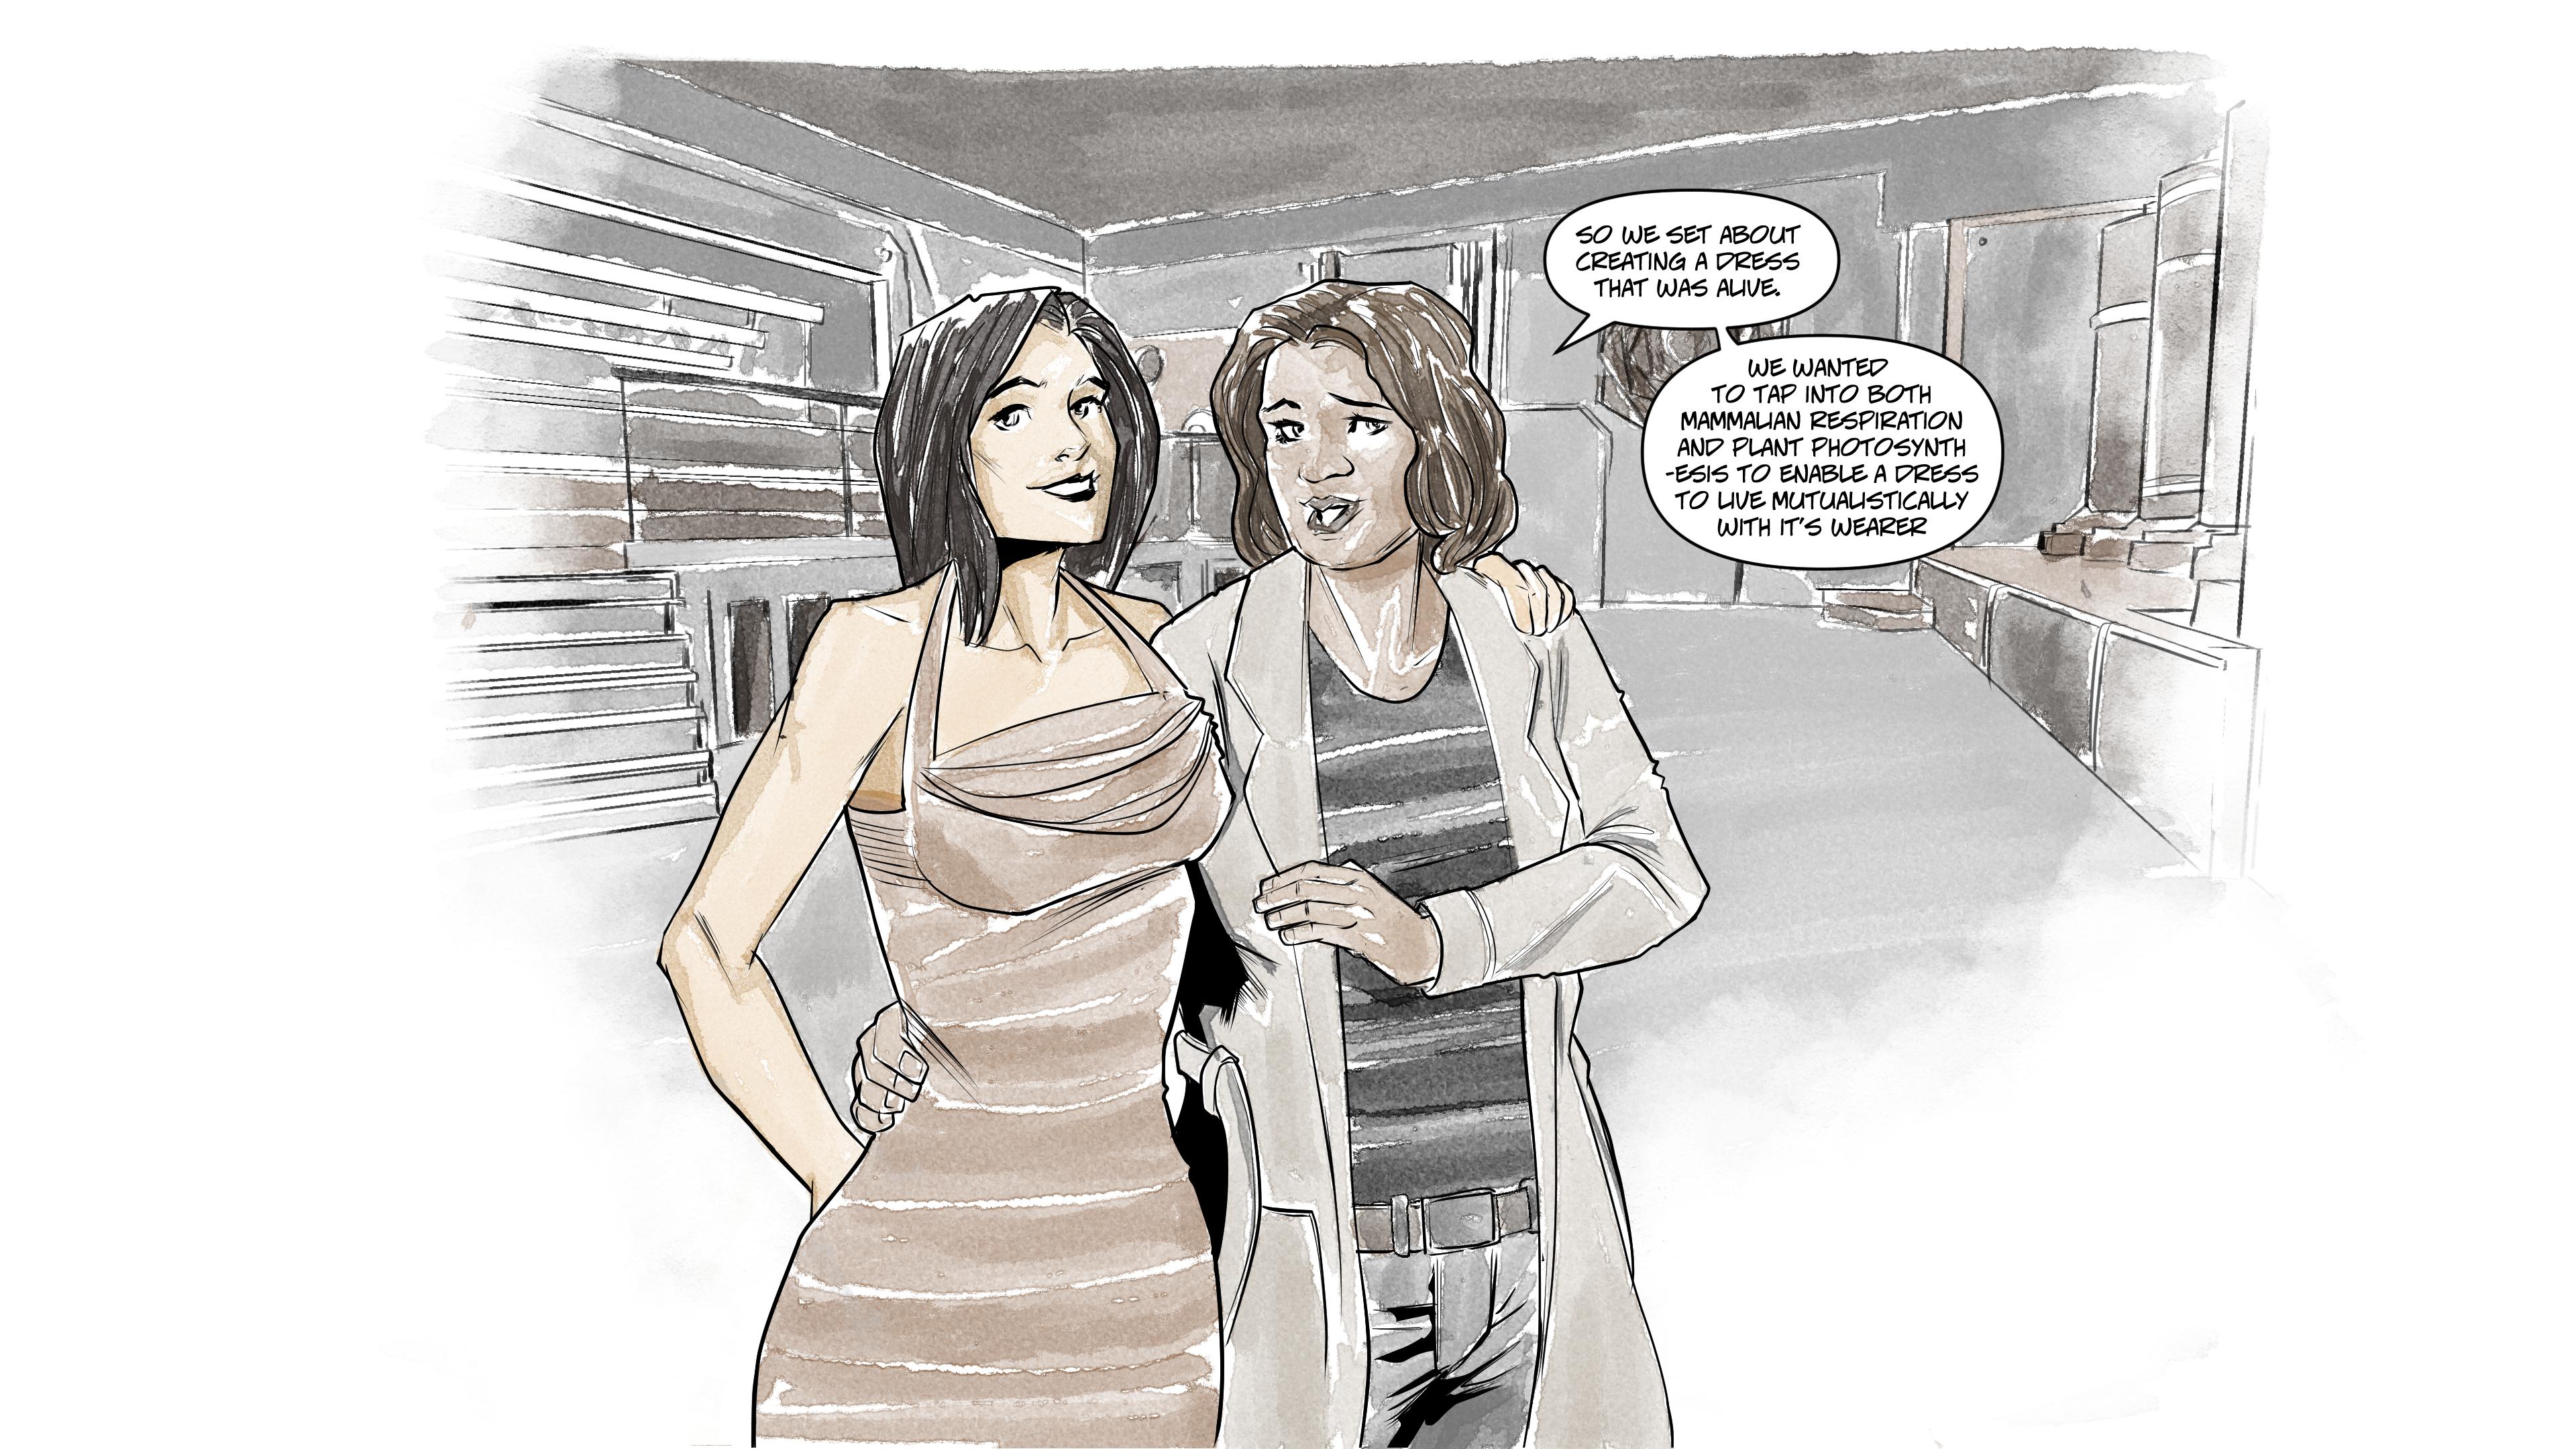 SO WE SET ABOUT
CREATING A DRESS
THAT WAS ALIVE.
WE WANTED
TO TAP INTO BOTH
MAMMALIAN RESPIRATION
AND PLANT PHOTOSYNTH
-ESIS TO ENABLE A DRESS
TO LIVE MUTUALISTICALLY
WITH IT'S WEARER